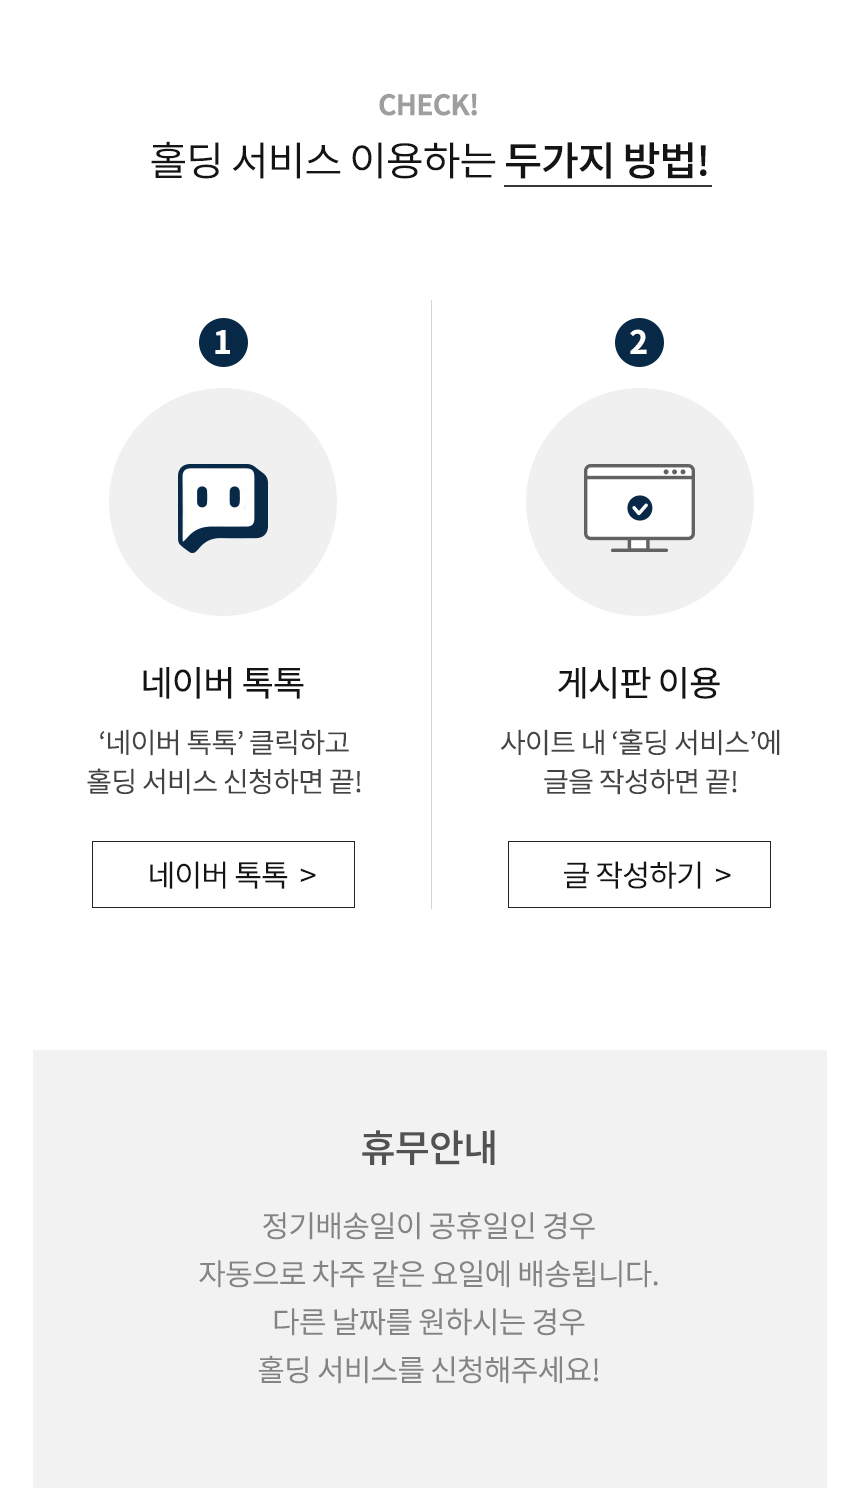 CHECK!
홀딩 서비스 이용하는 두가지 방법!
1
네이버 톡톡
‘네이버 톡톡’ 클릭하고
홀딩 서비스 신청하면 끝!
네이버 톡톡 >
2
게시판 이용
사이트 내 ‘홀딩 서비스’에
글을 작성하면 끝!
글 작성하기 >
휴무안내
정기배송일이 공휴일인 경우
자동으로 차주 같은 요일에 배송됩니다.
다른 날짜를 원하시는 경우
홀딩 서비스를 신청해주세요!